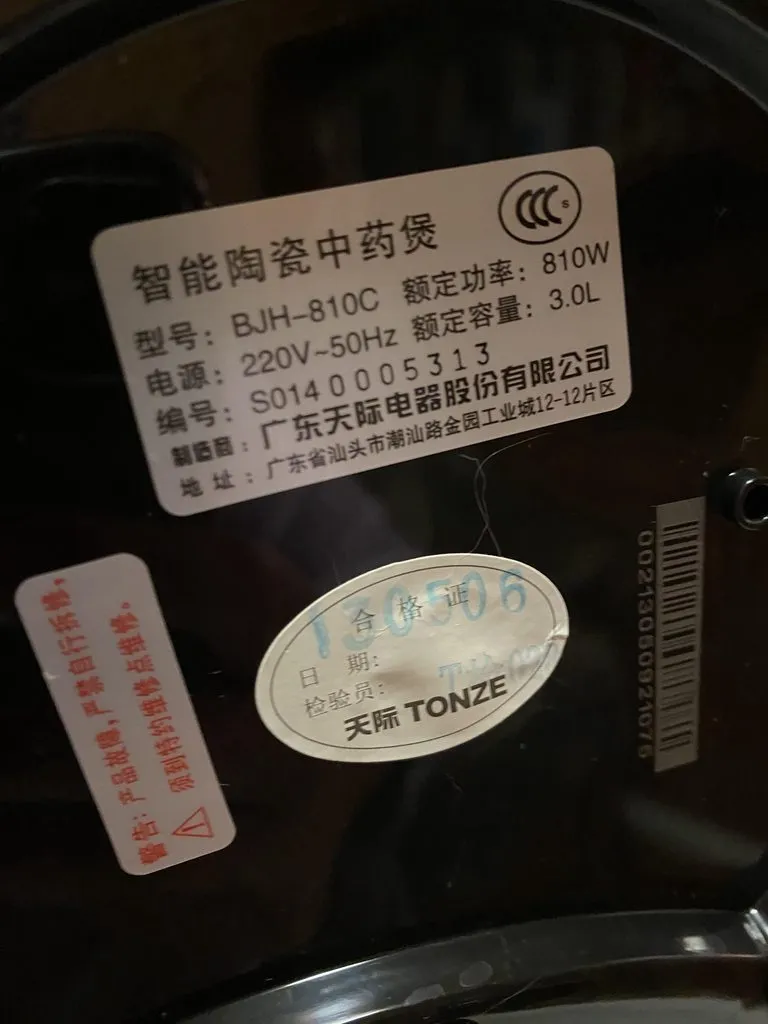 智能陶瓷中药煲
CCC S
型号：BJH-810C 额定功率：810W
电源：220V~50Hz 额定容量：3.0L
编号：S0140005313
制造商：广东天际电器股份有限公司
地址：广东省汕头市潮汕路金园工业城12-12片区
警告：产品故障，严禁自行拆修，
须到特约维修点维修。
合格证
130506
日期：
检验员：
天际 TONZE